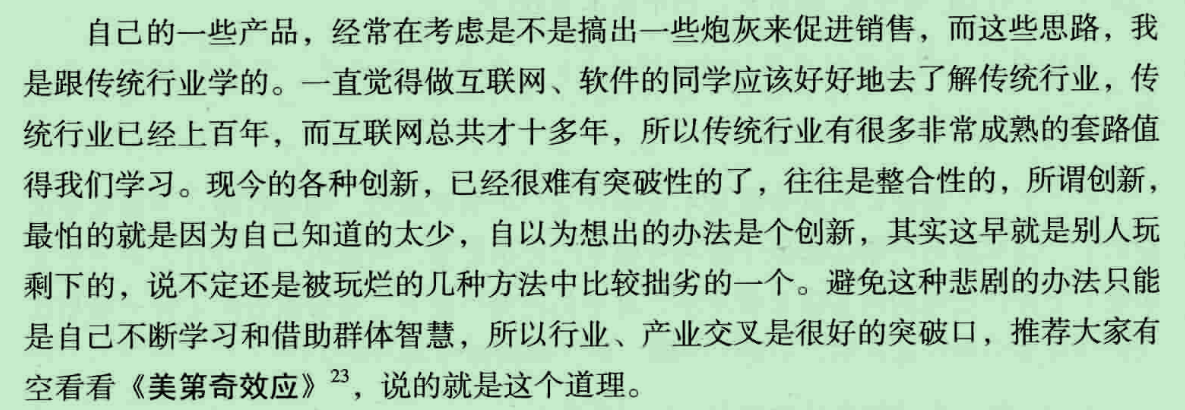 自己的一些产品，经常在考虑是不是搞出一些炮灰来促进销售，而这些思路，我
是跟传统行业学的。一直觉得做互联网、软件的同学应该好好地去了解传统行业，传
统行业已经上百年，而互联网总共才十多年，所以传统行业有很多非常成熟的套路值
得我们学习。现今的各种创新，已经很难有突破性的了，往往是整合性的，所谓创新，
最怕的就是因为自己知道的太少，自以为想出的办法是个创新，其实这早就是别人玩
剩下的，说不定还是被玩烂的几种方法中比较拙劣的一个。避免这种悲剧的办法只能
是自己不断学习和借助群体智慧，所以行业、产业交叉是很好的突破口，推荐大家有
空看看《美第奇效应》23，说的就是这个道理。